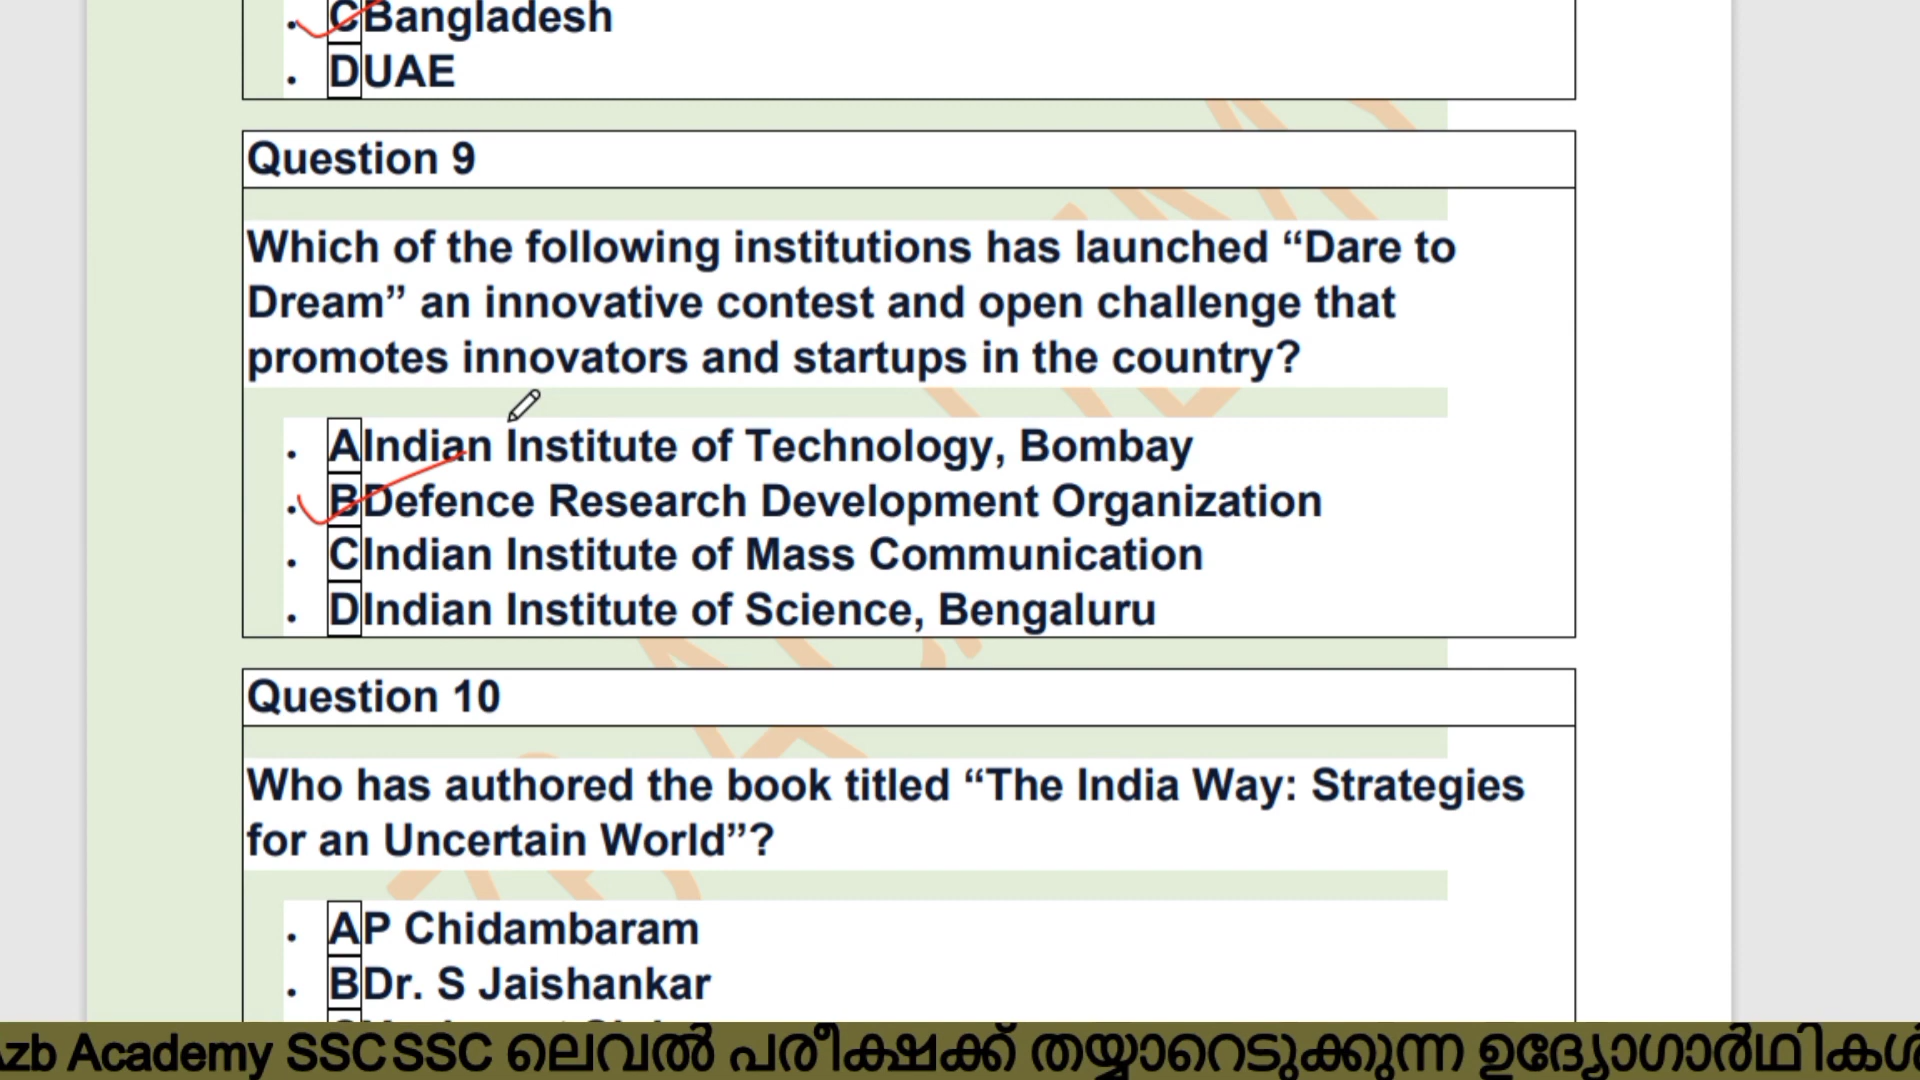 . CBangladesh
. DUAE
Question 9
Which of the following institutions has launched “Dare to
Dream” an innovative contest and open challenge that
promotes innovators and startups in the country?
. AIndian Institute of Technology, Bombay
. BDefence Research Development Organization
. CIndian Institute of Mass Communication
. DIndian Institute of Science, Bengaluru
Question 10
Who has authored the book titled “The India Way: Strategies
for an Uncertain World”?
. AP Chidambaram
. BDr. S Jaishankar
Azb Academy SSC SSC ലെവൽ പരീക്ഷക്ക് തയ്യാറെടുക്കുന്ന ഉദ്യോഗാർഥികൾ